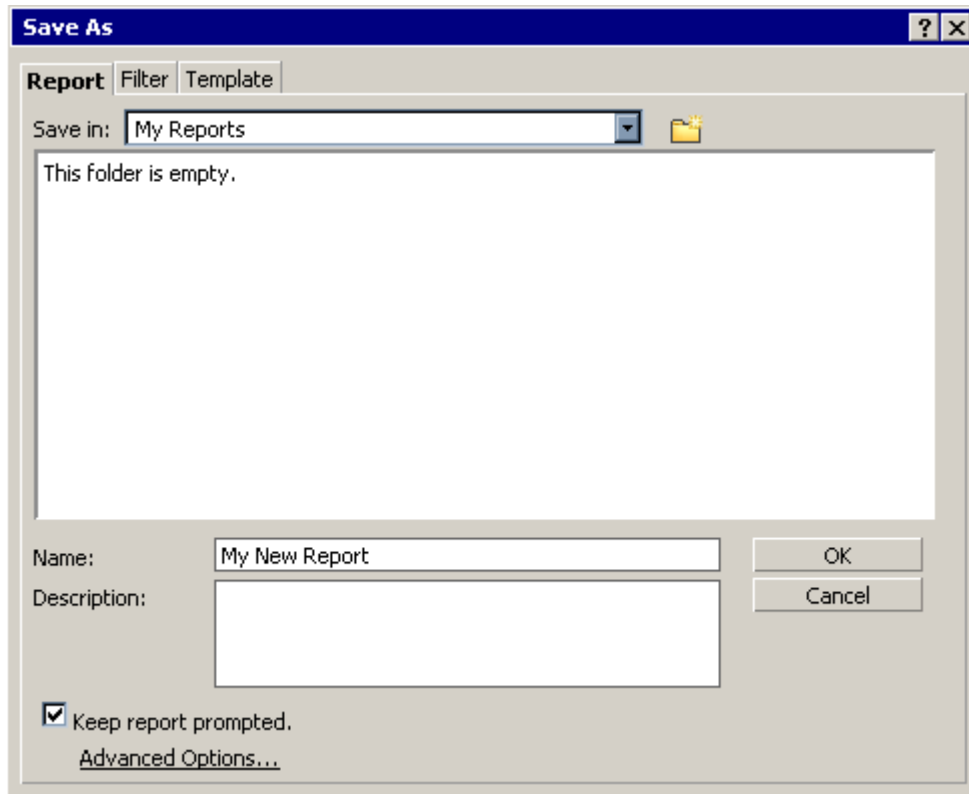 Save As
Report Filter Template
Save in: My Reports
This folder is empty.
Name: My New Report OK
Description: Cancel
Keep report prompted.
Advanced Options...